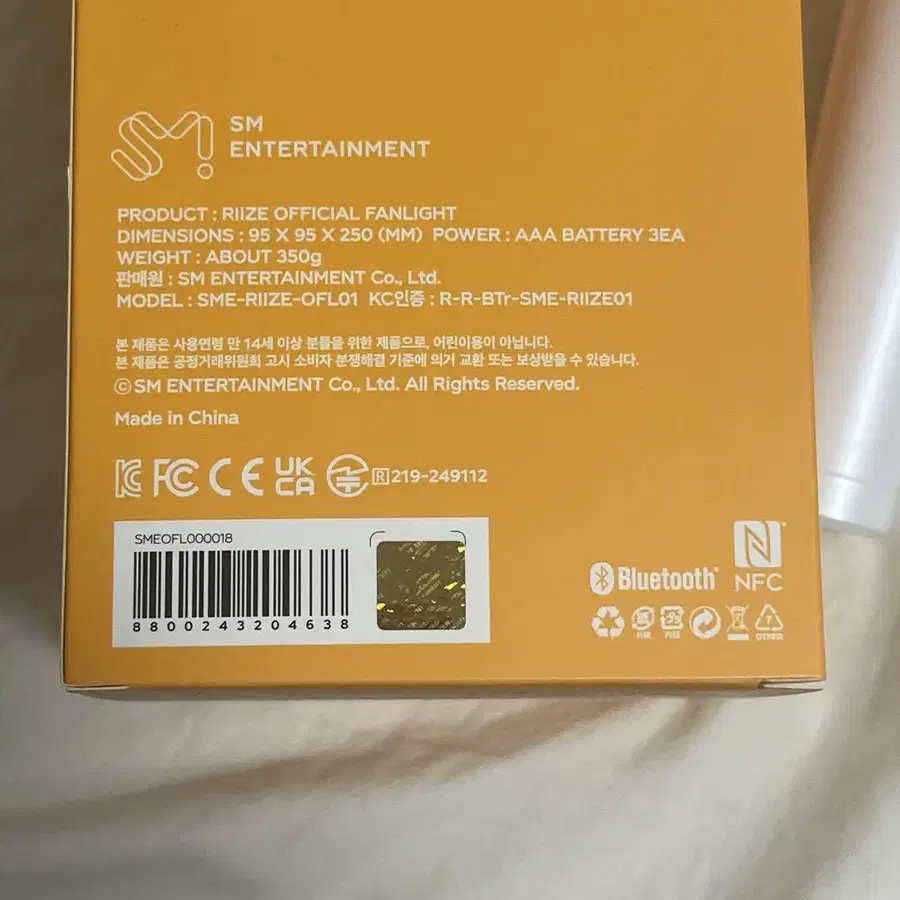 SM
ENTERTAINMENT
PRODUCT : RIIZE OFFICIAL FANLIGHT
DIMENSIONS : 95 X 95 X 250 (MM) POWER : AAA BATTERY 3EA
WEIGHT : ABOUT 350g
판매원 : SM ENTERTAINMENT Co., Ltd.
MODEL : SME-RIIZE-OFL01 KC인증 : R-R-BTr-SME-RIIZE01
본 제품은 사용연령 만 14세 이상 분들을 위한 제품으로, 어린이용이 아닙니다.
본 제품은 공정거래위원회 고시 소비자 분쟁해결 기준에 의거 교환 또는 보상받을 수 있습니다.
©SM ENTERTAINMENT Co., Ltd. All Rights Reserved.
Made in China
FC CE UK CA R 219-249112
SMEOFL000018
8800243204638
Bluetooth®
NFC
7
OTHER